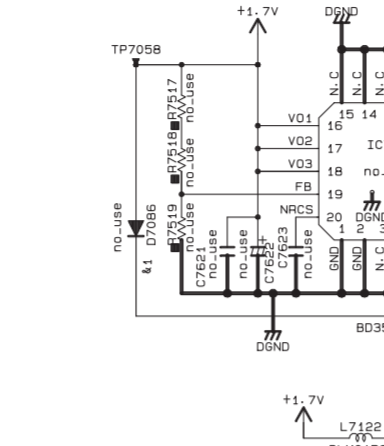 +1.7V
DGND
TP7058
N.C
N.C
N.C
R7517
no_use
15 14
VO1
16
R7518
no_use
VO2
17
IC
VO3
18
no_
FB
19
NRCS
20
DGND
1 2 3
no_use
D7086
&1
R7519
no_use
C7621
no_use
C7622
no_use
C7623
no_use
GND
GND
N.C
BD35
DGND
+1.7V
L7122